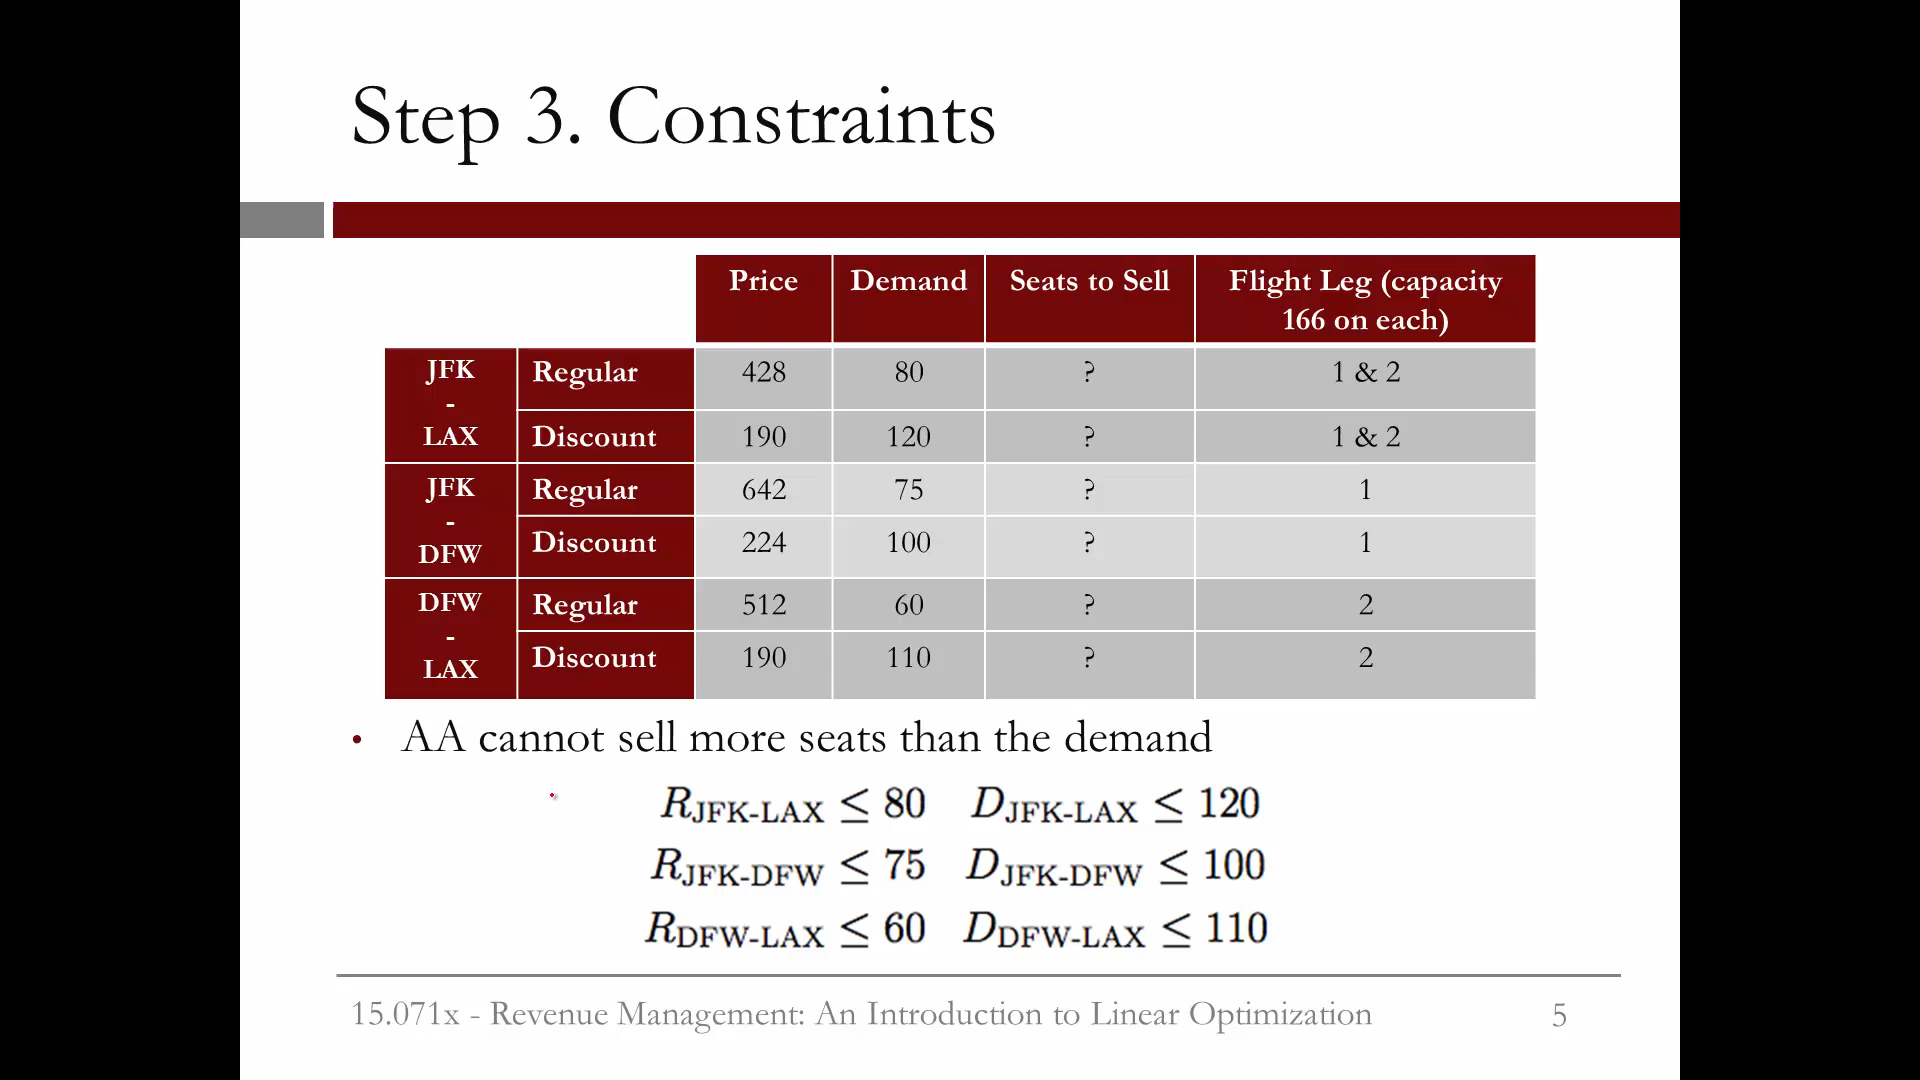 Step 3. Constraints
Price Demand Seats to Sell Flight Leg (capacity 166 on each)
JFK - LAX Regular 428 80 ? 1 & 2
Discount 190 120 ? 1 & 2
JFK - DFW Regular 642 75 ? 1
Discount 224 100 ? 1
DFW - LAX Regular 512 60 ? 2
Discount 190 110 ? 2
• AA cannot sell more seats than the demand
R_JFK-LAX ≤ 80 D_JFK-LAX ≤ 120
R_JFK-DFW ≤ 75 D_JFK-DFW ≤ 100
R_DFW-LAX ≤ 60 D_DFW-LAX ≤ 110
15.071x - Revenue Management: An Introduction to Linear Optimization 5